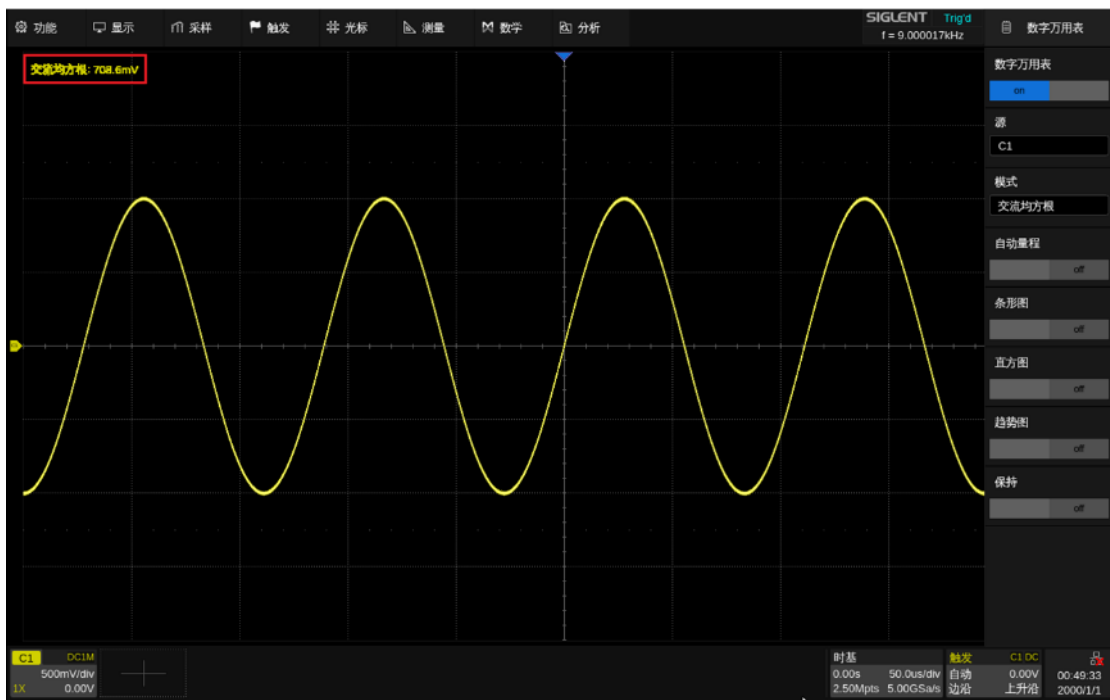 功能 显示 采样 触发 光标 测量 数学 分析 SIGLENT Trig'd 数字万用表
f = 9.000017kHz
交流均方根: 708.6mV
数字万用表
on
源
C1
模式
交流均方根
自动量程
off
条形图
off
直方图
off
趋势图
off
保持
off
C1 DC1M
500mV/div
1X 0.00V
时基
0.00s 50.0us/div
2.50Mpts 5.00GSa/s
触发 C1 DC
自动 0.00V
边沿 上升沿
00:49:33
2000/1/1